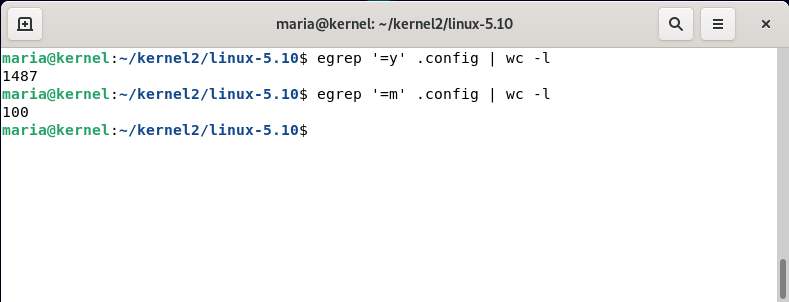 maria@kernel: ~/kernel2/linux-5.10
maria@kernel:~/kernel2/linux-5.10$ egrep '=y' .config | wc -l
1487
maria@kernel:~/kernel2/linux-5.10$ egrep '=m' .config | wc -l
100
maria@kernel:~/kernel2/linux-5.10$